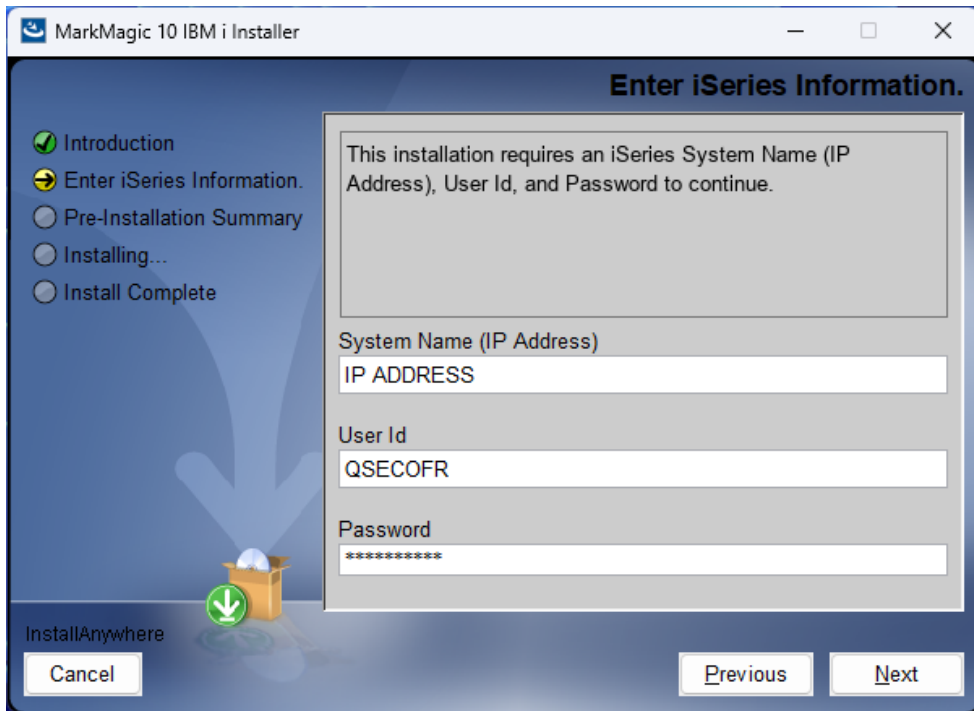 MarkMagic 10 IBM i Installer
Enter iSeries Information.
Introduction
Enter iSeries Information.
Pre-Installation Summary
Installing...
Install Complete
This installation requires an iSeries System Name (IP
Address), User Id, and Password to continue.
System Name (IP Address)
IP ADDRESS
User Id
QSECOFR
Password
**********
InstallAnywhere
Cancel
Previous
Next